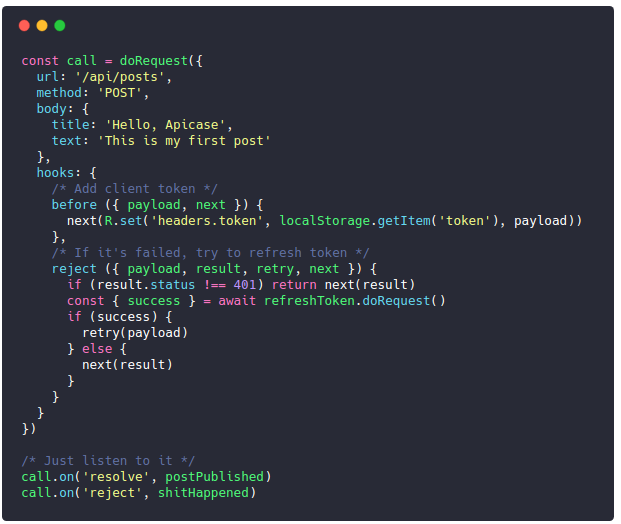 const call = doRequest({
  url: '/api/posts',
  method: 'POST',
  body: {
    title: 'Hello, Apicase',
    text: 'This is my first post'
  },
  hooks: {
    /* Add client token */
    before ({ payload, next }) {
      next(R.set('headers.token', localStorage.getItem('token'), payload))
    },
    /* If it's failed, try to refresh token */
    reject ({ payload, result, retry, next }) {
      if (result.status !== 401) return next(result)
      const { success } = await refreshToken.doRequest()
      if (success) {
        retry(payload)
      } else {
        next(result)
      }
    }
  }
})

/* Just listen to it */
call.on('resolve', postPublished)
call.on('reject', shitHappened)